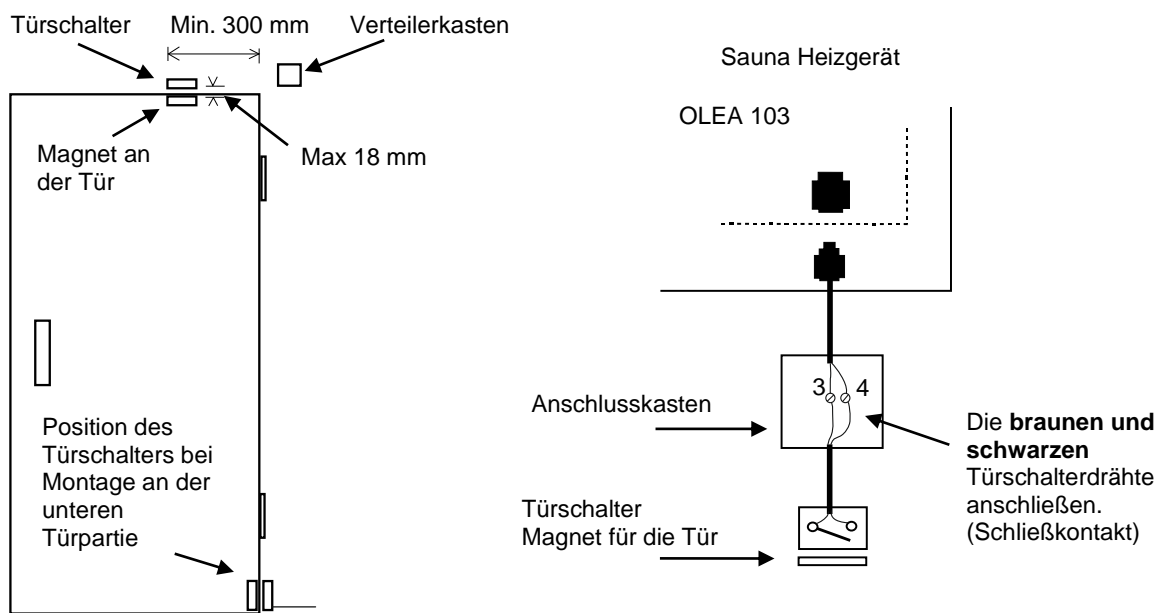 Türschalter
Min. 300 mm
Verteilerkasten
Magnet an
der Tür
Max 18 mm
Position des
Türschalters bei
Montage an der
unteren
Türpartie
Sauna Heizgerät
OLEA 103
3
4
Anschlusskasten
Die braunen und
schwarzen
Türschalterdrähte
anschließen.
(Schließkontakt)
Türschalter
Magnet für die Tür